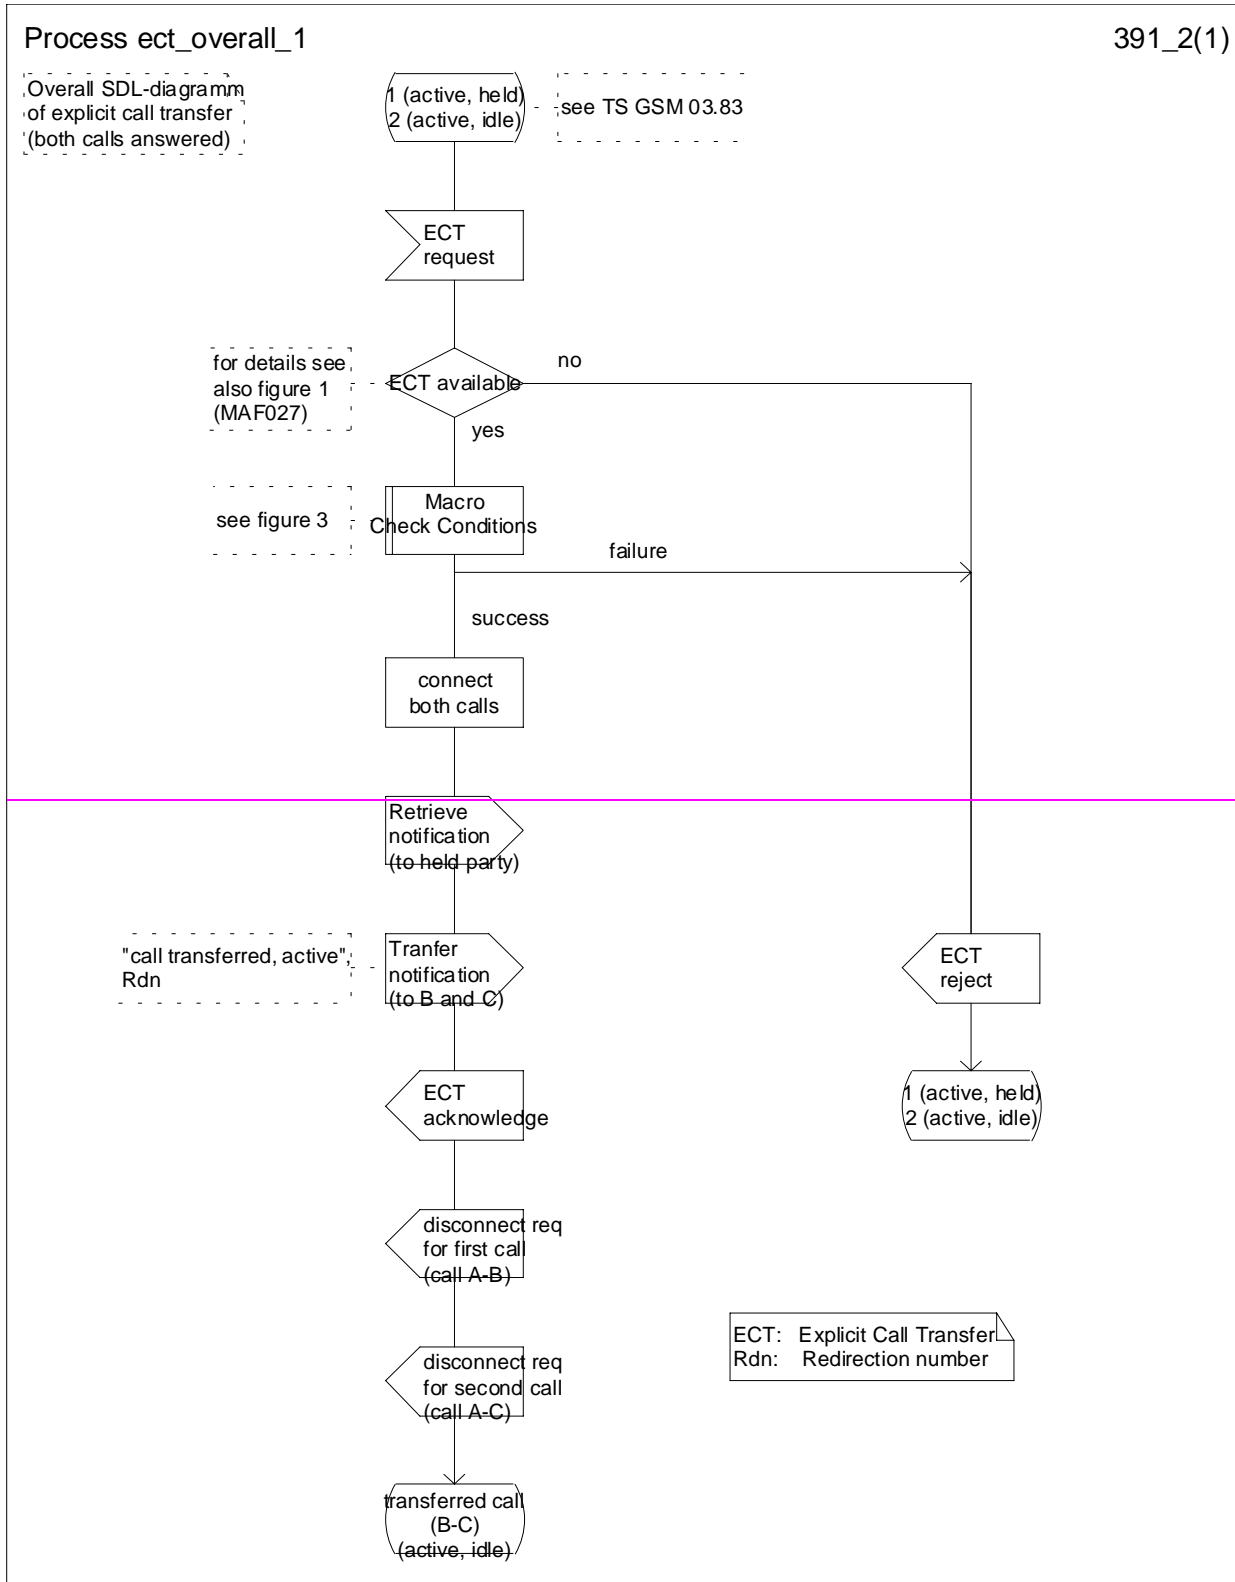 Process ect_overall_1
391_2(1)
Overall SDL-diagramm
of explicit call transfer
(both calls answered)
1 (active, held)
2 (active, idle)
see TS GSM 03.83
ECT
request
for details see
also figure 1
(MAF027)
ECT available
no
yes
see figure 3
Macro
Check Conditions
failure
success
connect
both calls
Retrieve
notification
(to held party)
"call transferred, active",
Rdn
Tranfer
notification
(to B and C)
ECT
reject
ECT
acknowledge
1 (active, held)
2 (active, idle)
disconnect req
for first call
(call A-B)
ECT: Explicit Call Transfer
Rdn: Redirection number
disconnect req
for second call
(call A-C)
transferred call
(B-C)
(active, idle)